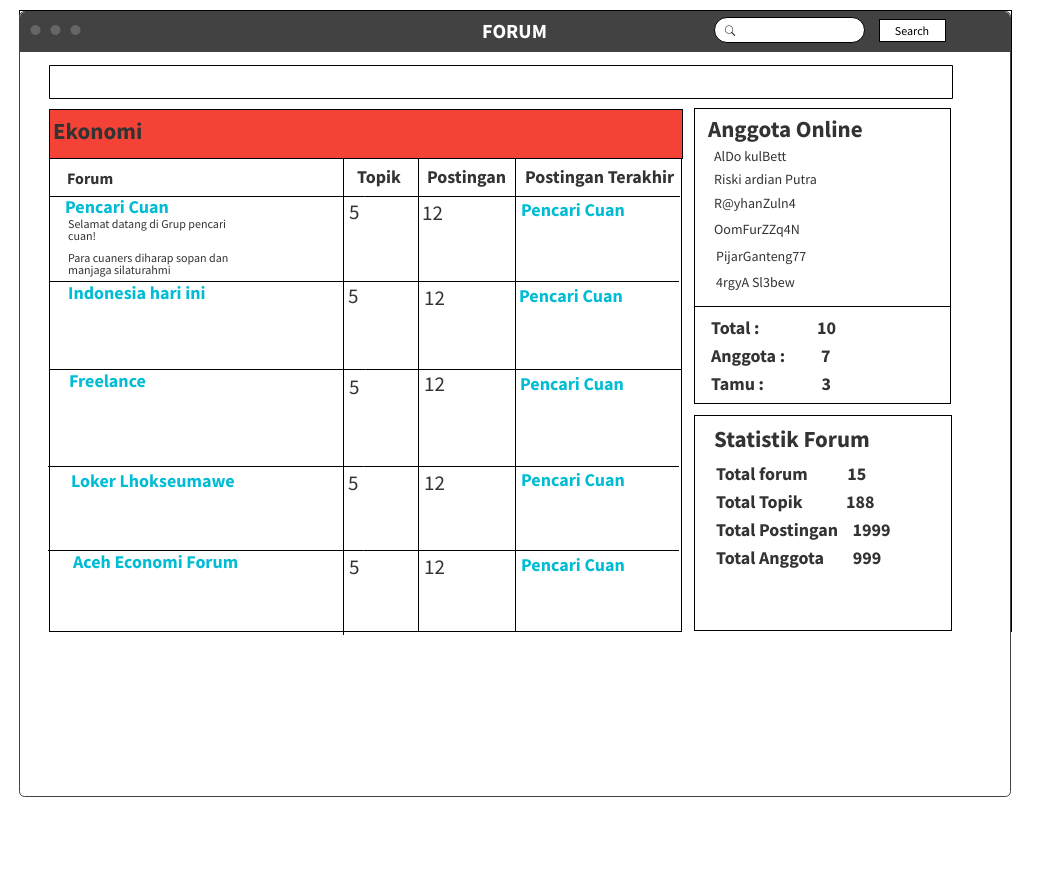 FORUM
Search
Ekonomi
Forum Topik Postingan Postingan Terakhir
Pencari Cuan 5 12 Pencari Cuan
Selamat datang di Grup pencari
cuan!
Para cuaners diharap sopan dan
manjaga silaturahmi
Indonesia hari ini 5 12 Pencari Cuan
Freelance 5 12 Pencari Cuan
Loker Lhokseumawe 5 12 Pencari Cuan
Aceh Economi Forum 5 12 Pencari Cuan
Anggota Online
AlDo kulBett
Riski ardian Putra
R@yhanZuln4
OomFurZZq4N
PijarGanteng77
4rgyA Sl3bew
Total : 10
Anggota : 7
Tamu : 3
Statistik Forum
Total forum 15
Total Topik 188
Total Postingan 1999
Total Anggota 999